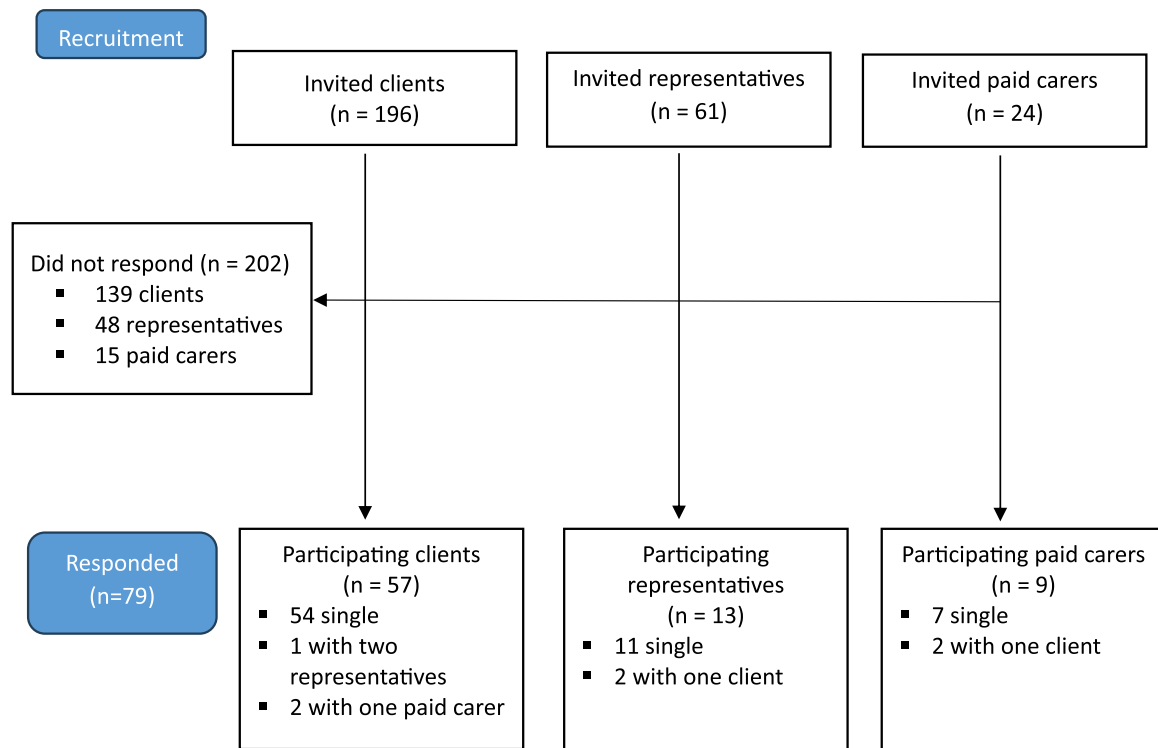 Recruitment
Invited clients
(n = 196)
Invited representatives
(n = 61)
Invited paid carers
(n = 24)
Did not respond (n = 202)
▪ 139 clients
▪ 48 representatives
▪ 15 paid carers
Responded
(n=79)
Participating clients
(n = 57)
▪ 54 single
▪ 1 with two
representatives
▪ 2 with one paid carer
Participating
representatives
(n = 13)
▪ 11 single
▪ 2 with one client
Participating paid carers
(n = 9)
▪ 7 single
▪ 2 with one client